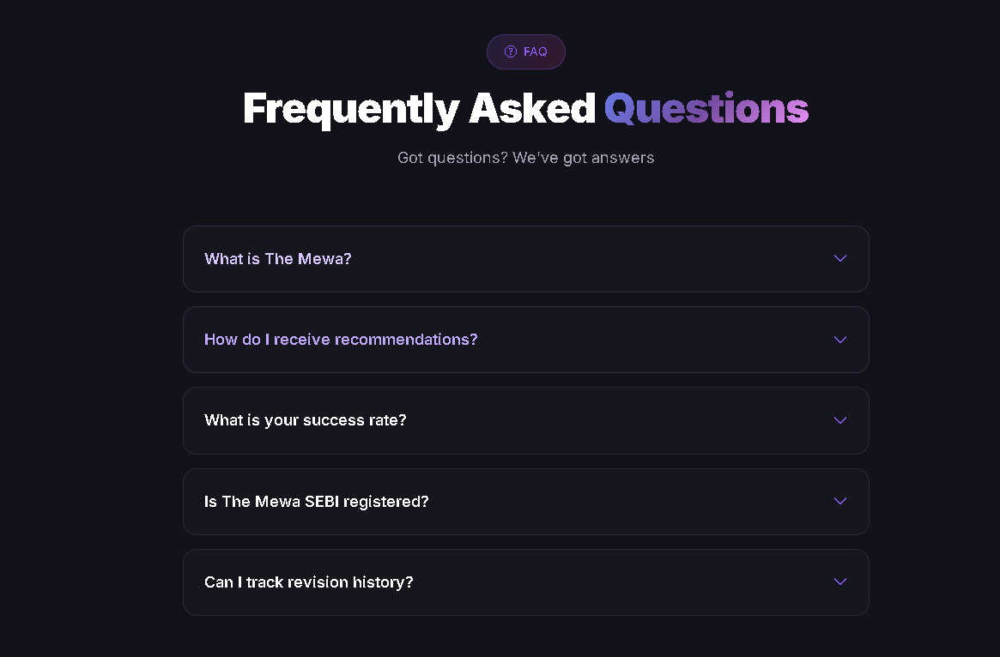 FAQ
Frequently Asked Questions
Got questions? We've got answers
What is The Mewa?
How do I receive recommendations?
What is your success rate?
Is The Mewa SEBI registered?
Can I track revision history?